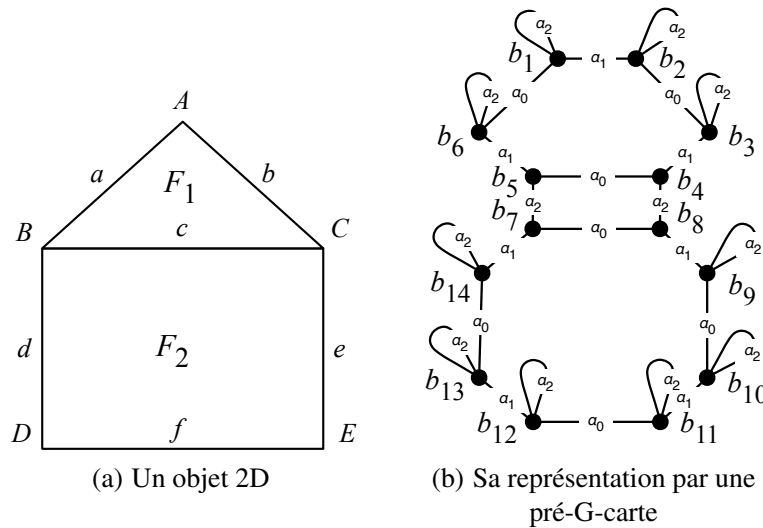 A
a
F1
b
B
c
C
d
F2
e
D
f
E
(a) Un objet 2D
α2
α2
b1
α1
b2
α2
α0
α0
α2
b6
b3
α1
α1
b5
α0
b4
α2
α2
b7
α0
b8
α2
α1
α1
α2
b14
b9
α0
α0
α2
α2
b13
b10
α1
α2
α2
α1
b12
α0
b11
(b) Sa représentation par une
pré-G-carte